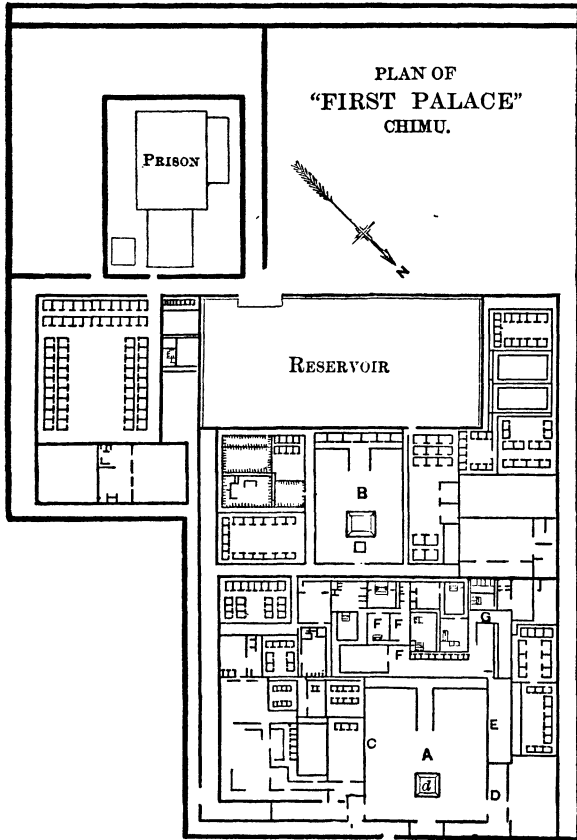 PLAN OF
"FIRST PALACE"
CHIMU.
PRISON
N
RESERVOIR
B
G
F F
F
E
C
A
d
D